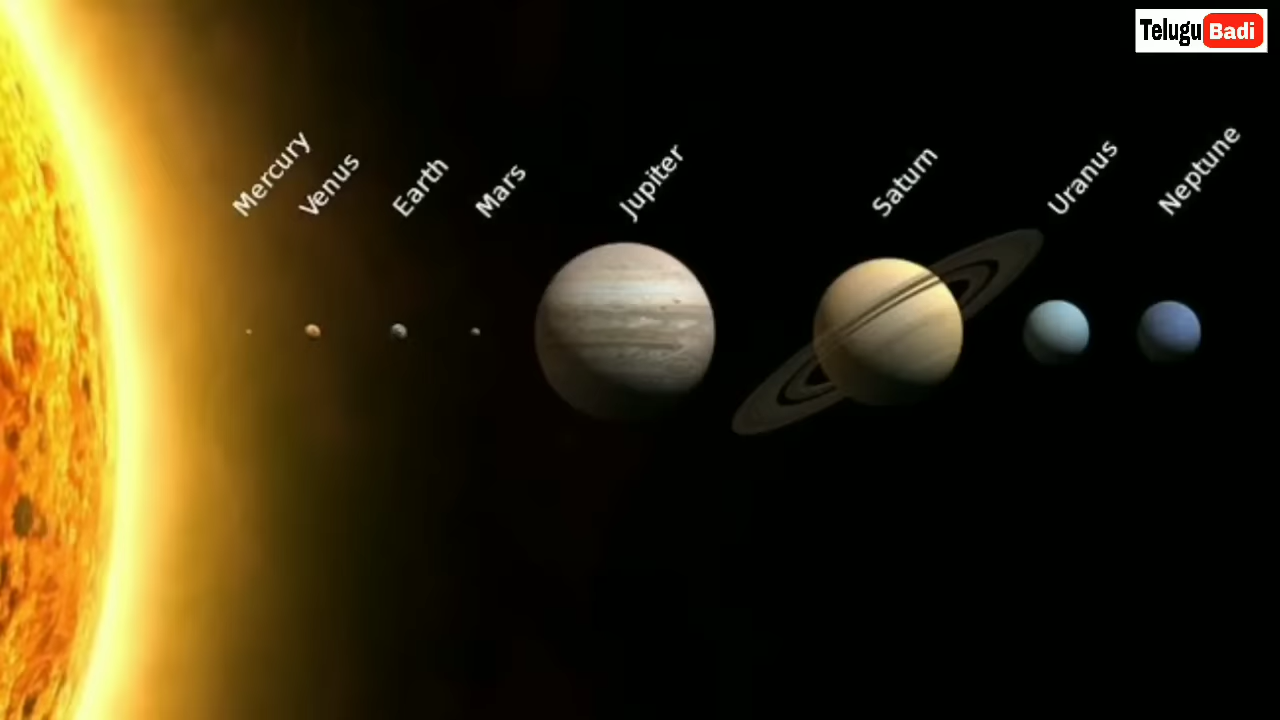 Telugu Badi
Mercury
Venus
Earth
Mars
Jupiter
Saturn
Uranus
Neptune